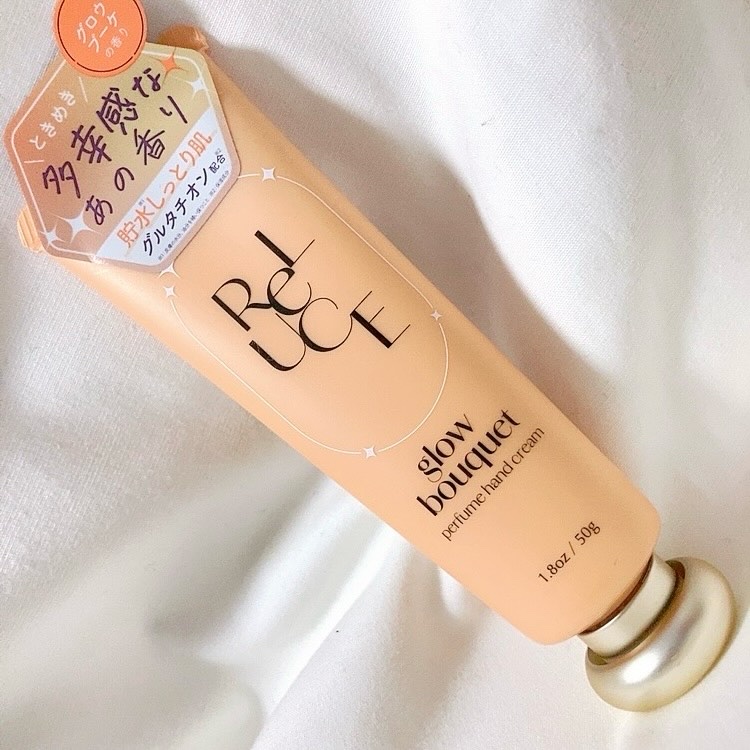 グロウ
ブーケ
の香り
\ときめき/
多幸感な
あの香り
貯水しっとり肌
グルタチオン配合
ReL
UCE
glow
bouquet
perfume hand cream
1.8oz / 50g